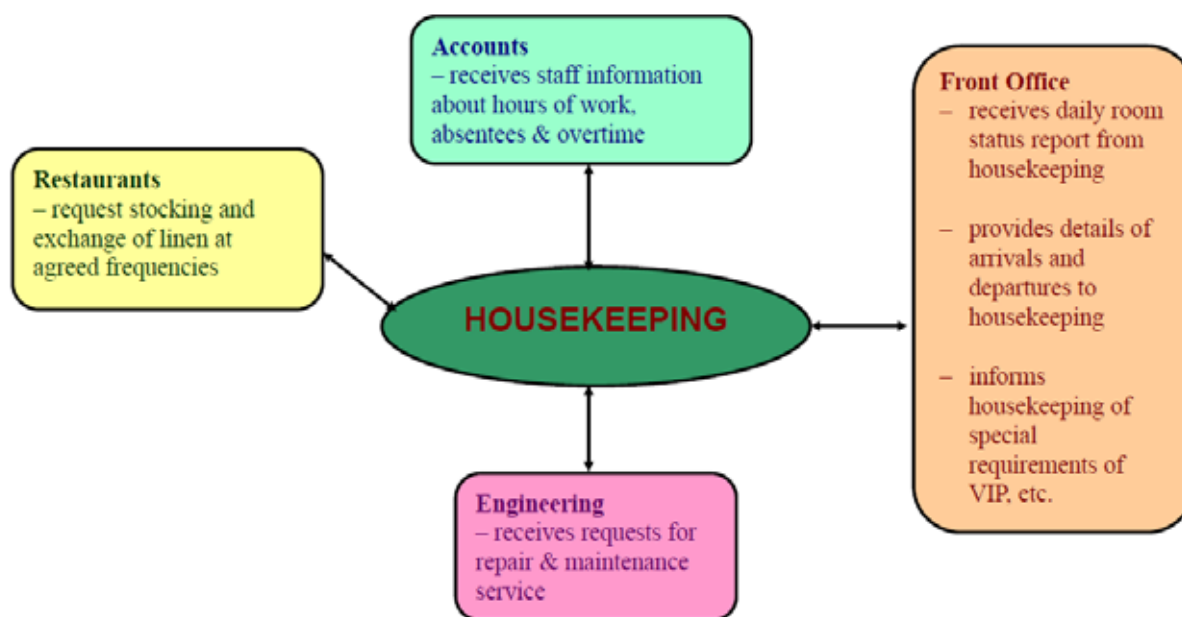 Accounts
– receives staff information
about hours of work,
absentees & overtime
Front Office
– receives daily room
status report from
housekeeping
– provides details of
arrivals and
departures to
housekeeping
– informs
housekeeping of
special
requirements of
VIP, etc.
Restaurants
– request stocking and
exchange of linen at
agreed frequencies
HOUSEKEEPING
Engineering
– receives requests for
repair & maintenance
service